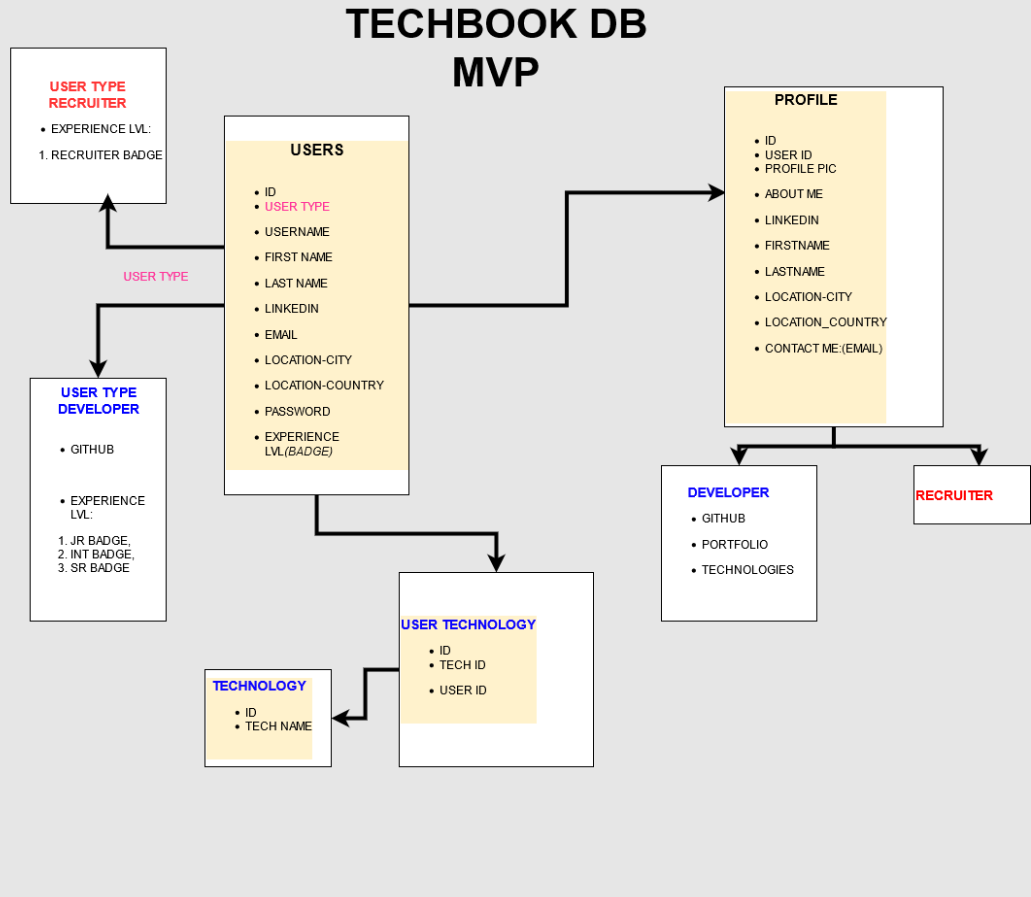 TECHBOOK DB
MVP
USER TYPE
RECRUITER
• EXPERIENCE LVL:
1. RECRUITER BADGE
USERS
• ID
• USER TYPE
• USERNAME
• FIRST NAME
• LAST NAME
• LINKEDIN
• EMAIL
• LOCATION-CITY
• LOCATION-COUNTRY
• PASSWORD
• EXPERIENCE
LVL(BADGE)
PROFILE
• ID
• USER ID
• PROFILE PIC
• ABOUT ME
• LINKEDIN
• FIRSTNAME
• LASTNAME
• LOCATION-CITY
• LOCATION_COUNTRY
• CONTACT ME:(EMAIL)
USER TYPE
USER TYPE
DEVELOPER
• GITHUB
• EXPERIENCE
LVL:
1. JR BADGE,
2. INT BADGE,
3. SR BADGE
DEVELOPER
• GITHUB
• PORTFOLIO
• TECHNOLOGIES
RECRUITER
USER TECHNOLOGY
• ID
• TECH ID
• USER ID
TECHNOLOGY
• ID
• TECH NAME